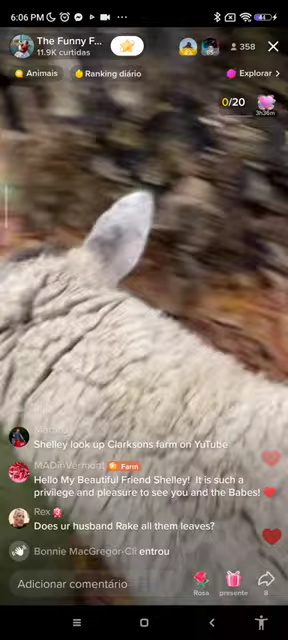 6:06 PM
The Funny F...
11.9K curtidas
358
Animais
Ranking diário
Explorar
0/20
3h36m
Shelley look up Clarksons farm on YuTube
MADinVermont Farm
Hello My Beautiful Friend Shelley! It is such a
privilege and pleasure to see you and the Babes!
Rex
Does ur husband Rake all them leaves?
Bonnie MacGregor-Cli entrou
Adicionar comentário
Rosa
presente
8